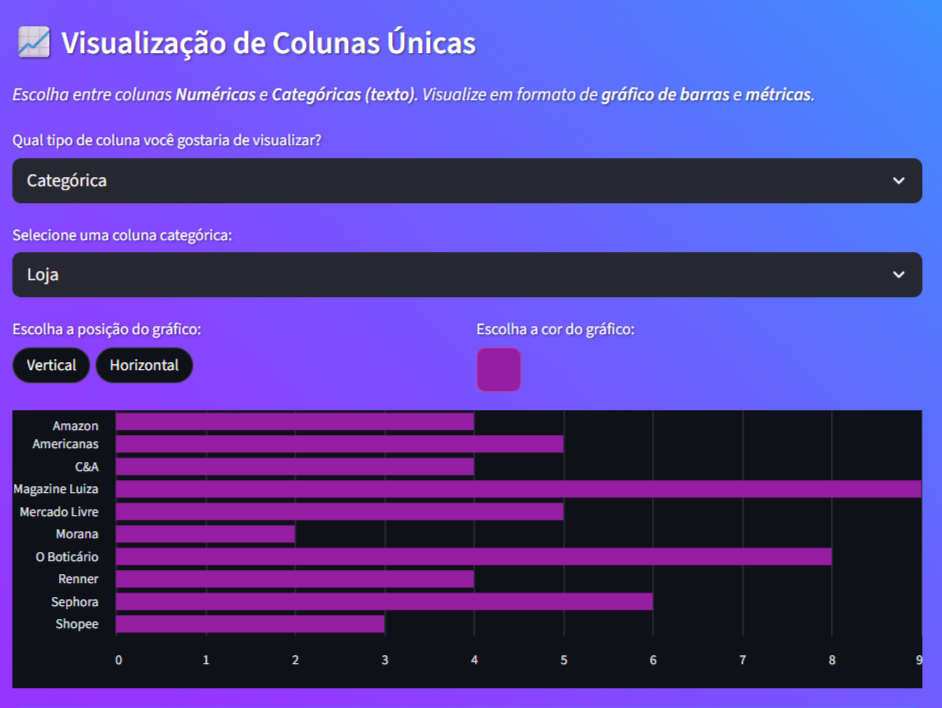 Visualização de Colunas Únicas
Escolha entre colunas Numéricas e Categóricas (texto). Visualize em formato de gráfico de barras e métricas.
Qual tipo de coluna você gostaria de visualizar?
Categórica
Selecione uma coluna categórica:
Loja
Escolha a posição do gráfico:
Escolha a cor do gráfico:
Vertical Horizontal
Amazon
Americanas
C&A
Magazine Luiza
Mercado Livre
Morana
O Boticário
Renner
Sephora
Shopee
0 1 2 3 4 5 6 7 8 9